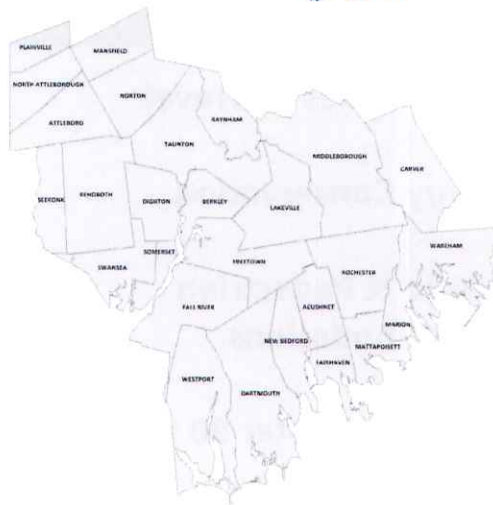 PLAINVILLE
MANSFIELD
NORTH ATTLEBOROUGH
NORTON
ATTLEBORO
RAYNHAM
TAUNTON
MIDDLEBOROUGH
CARVER
SEEKONK
REHOBOTH
DIGHTON
BERKLEY
LAKEVILLE
SOMERSET
SWANSEA
FREETOWN
WAREHAM
ROCHESTER
FALL RIVER
ACUSHNET
MARION
NEW BEDFORD
MATTAPOISETT
FAIRHAVEN
WESTPORT
DARTMOUTH